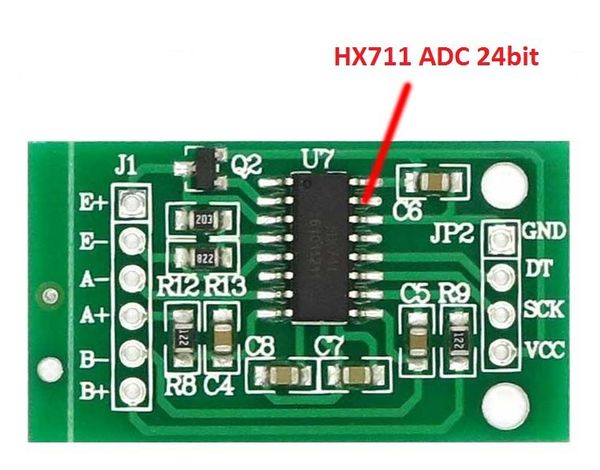 HX711 ADC 24bit
J1
Q2
U7
E+
E-
A-
A+
B-
B+
203
822
R12 R13
C6
JP2
GND
DT
SCK
VCC
C5 R9
122
122
R8 C4
C8
C7